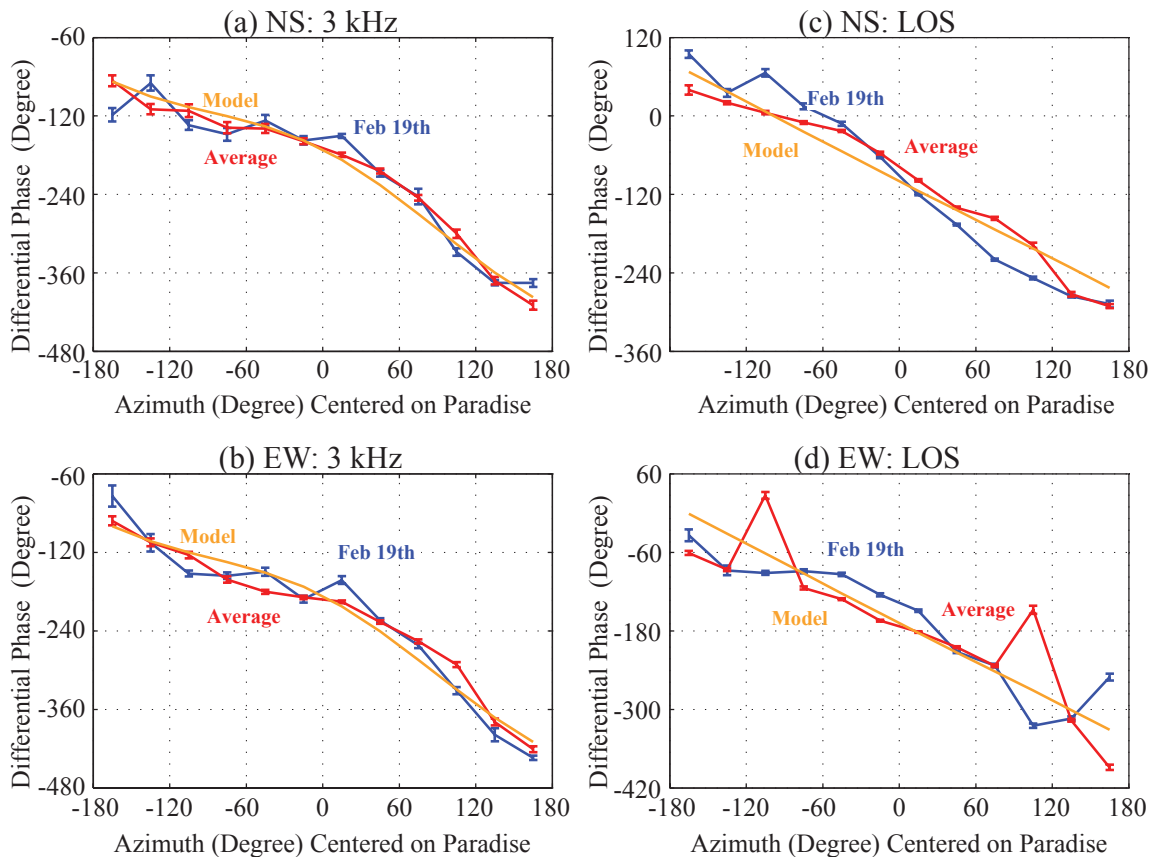 (a) NS: 3 kHz
-60
-120
-240
-360
-480
Differential Phase (Degree)
Model
Feb 19th
Average
-180 -120 -60 0 60 120 180
Azimuth (Degree) Centered on Paradise
(c) NS: LOS
120
0
-120
-240
-360
Differential Phase (Degree)
Feb 19th
Model
Average
-180 -120 -60 0 60 120 180
Azimuth (Degree) Centered on Paradise
(b) EW: 3 kHz
-60
-120
-240
-360
-480
Differential Phase (Degree)
Model
Feb 19th
Average
-180 -120 -60 0 60 120 180
Azimuth (Degree) Centered on Paradise
(d) EW: LOS
60
-60
-180
-300
-420
Differential Phase (Degree)
Feb 19th
Model
Average
-180 -120 -60 0 60 120 180
Azimuth (Degree) Centered on Paradise